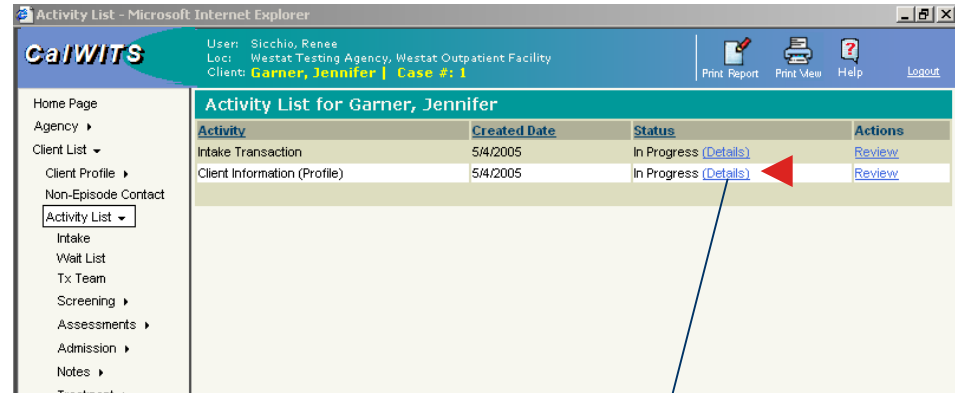 Activity List - Microsoft Internet Explorer
CalWITS
User: Sicchio, Renee
Loc: Westat Testing Agency, Westat Outpatient Facility
Client: Garner, Jennifer | Case #: 1
Print Report Print View Help Logout
Home Page
Agency
Client List
Client Profile
Non-Episode Contact
Activity List
Intake
Wait List
Tx Team
Screening
Assessments
Admission
Notes
Treatment
Activity List for Garner, Jennifer
Activity Created Date Status Actions
Intake Transaction 5/4/2005 In Progress (Details) Review
Client Information (Profile) 5/4/2005 In Progress (Details) Review